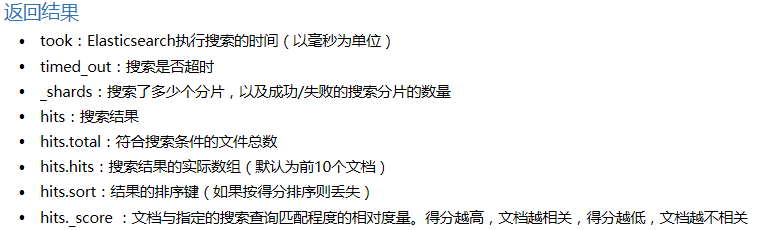 返回结果
• took：Elasticsearch执行搜索的时间（以毫秒为单位）
• timed_out：搜索是否超时
• _shards：搜索了多少个分片，以及成功/失败的搜索分片的数量
• hits：搜索结果
• hits.total：符合搜索条件的文件总数
• hits.hits：搜索结果的实际数组（默认为前10个文档）
• hits.sort：结果的排序键（如果按得分排序则丢失）
• hits._score ：文档与指定的搜索查询匹配程度的相对度量。得分越高，文档越相关，得分越低，文档越不相关